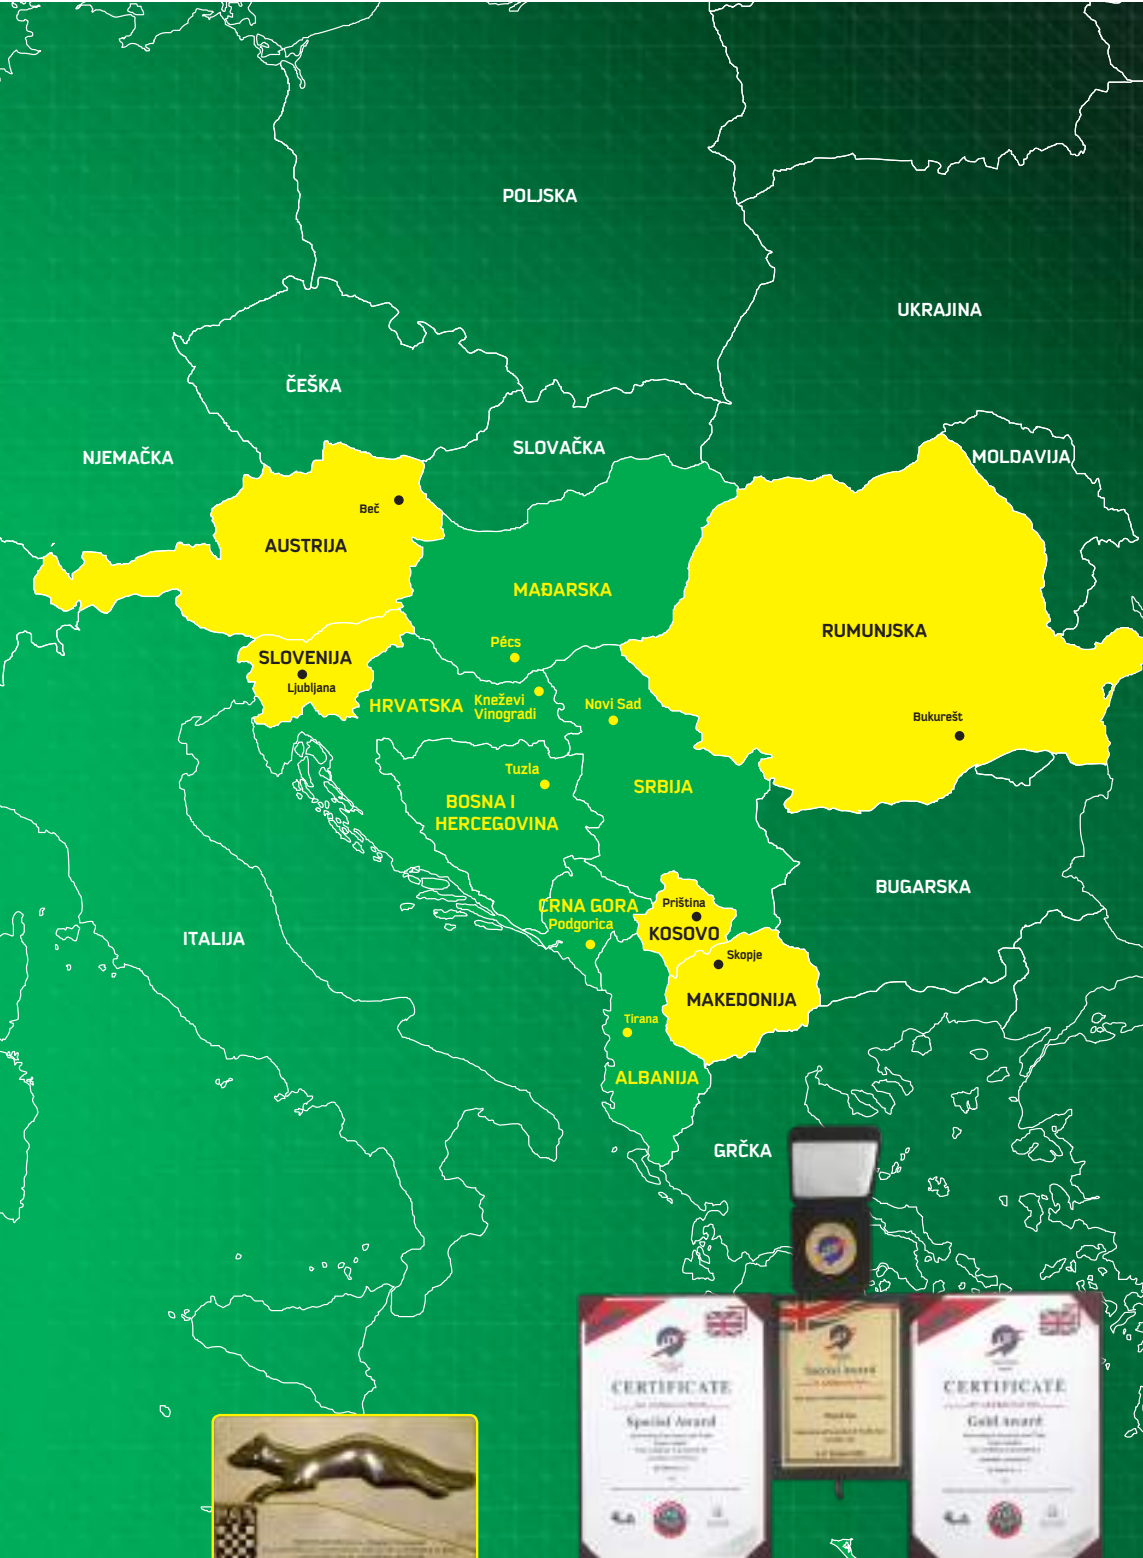 POLJSKA
UKRAJINA
ČEŠKA
SLOVAČKA
NJEMAČKA
MOLDAVIJA
Beč
AUSTRIJA
MAĐARSKA
RUMUNJSKA
Pécs
SLOVENIJA
Ljubljana
HRVATSKA
Kneževi
Vinogradi
Novi Sad
Bukurešt
Tuzla
SRBIJA
BOSNA I
HERCEGOVINA
BUGARSKA
CRNA GORA
Podgorica
Priština
KOSOVO
ITALIJA
Skopje
MAKEDONIJA
Tirana
ALBANIJA
GRČKA
CERTIFICATE
Special Award
Special Award
CERTIFICATE
Gold Award